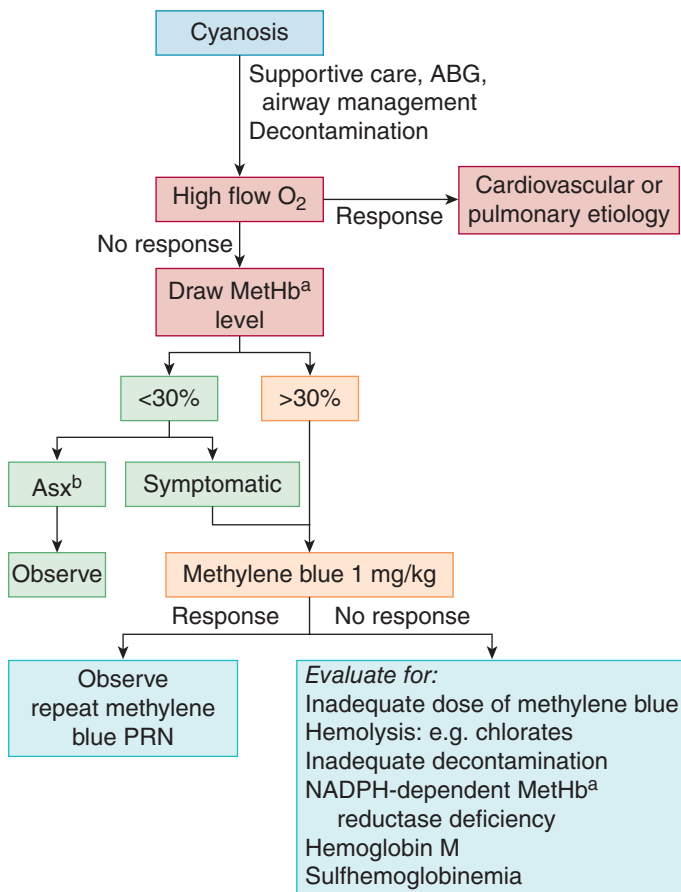 Cyanosis
Supportive care, ABG,
airway management
Decontamination
High flow O₂
Response
Cardiovascular or
pulmonary etiology
No response
Draw MetHbᵃ
level
<30%
>30%
Asxᵇ
Symptomatic
Observe
Methylene blue 1 mg/kg
Response
No response
Observe
repeat methylene
blue PRN
Evaluate for:
Inadequate dose of methylene blue
Hemolysis: e.g. chlorates
Inadequate decontamination
NADPH-dependent MetHbᵃ
reductase deficiency
Hemoglobin M
Sulfhemoglobinemia